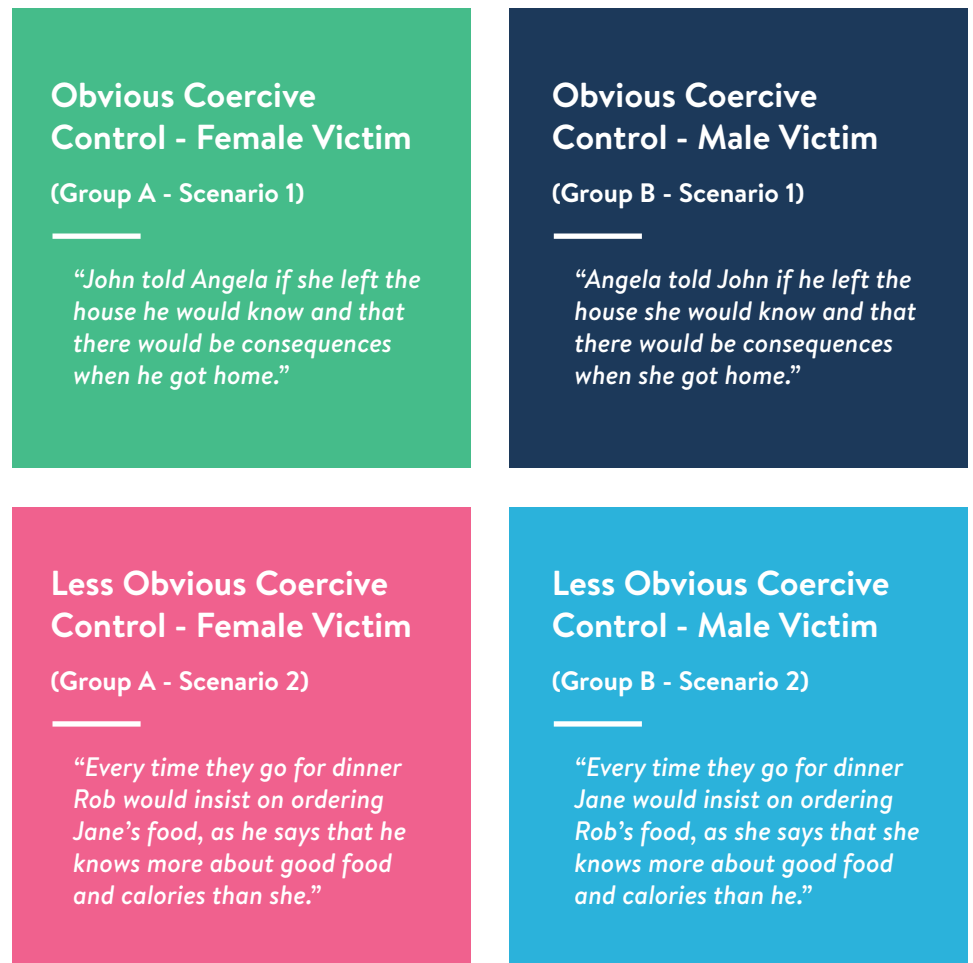 Obvious Coercive
Control - Female Victim
(Group A - Scenario 1)
“John told Angela if she left the
house he would know and that
there would be consequences
when he got home.”
Obvious Coercive
Control - Male Victim
(Group B - Scenario 1)
“Angela told John if he left the
house she would know and that
there would be consequences
when she got home.”
Less Obvious Coercive
Control - Female Victim
(Group A - Scenario 2)
“Every time they go for dinner
Rob would insist on ordering
Jane’s food, as he says that he
knows more about good food
and calories than she.”
Less Obvious Coercive
Control - Male Victim
(Group B - Scenario 2)
“Every time they go for dinner
Jane would insist on ordering
Rob’s food, as she says that she
knows more about good food
and calories than he.”